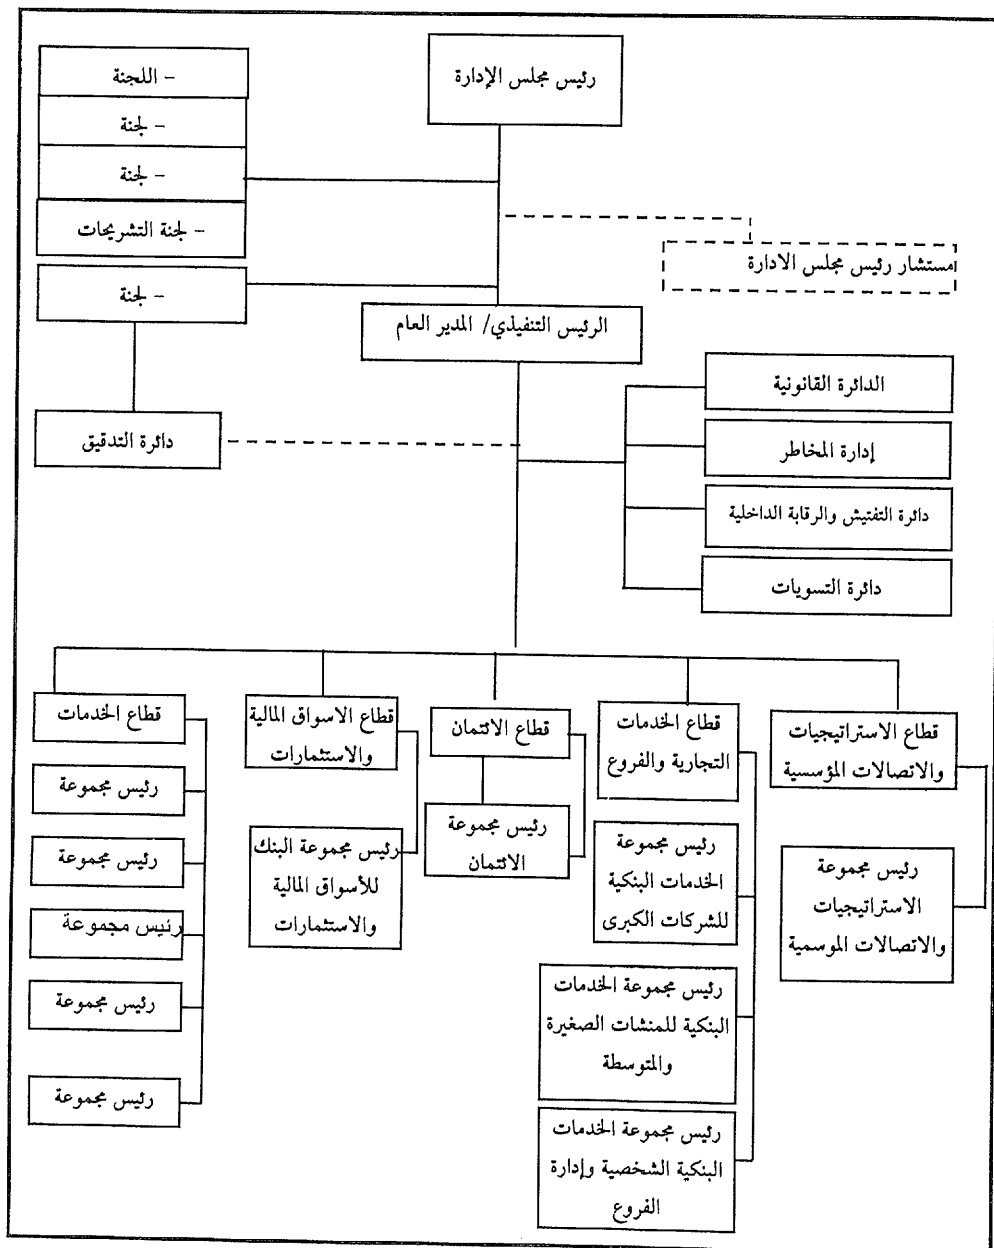 رئيس مجلس الإدارة
– اللجنة
– لجنة
– لجنة
– لجنة التشريحات
– لجنة
مستشار رئيس مجلس الادارة
الرئيس التنفيذي/ المدير العام
الدائرة القانونية
إدارة المخاطر
دائرة التفتيش والرقابة الداخلية
دائرة التسويات
دائرة التدقيق
قطاع الاستراتيجيات
والاتصالات المؤسسية
رئيس مجموعة
الاستراتيجيات
والاتصالات الموسمية
قطاع الخدمات
التجارية والفروع
رئيس مجموعة
الخدمات البنكية
للشركات الكبرى
رئيس مجموعة الخدمات
البنكية للمنشات الصغيرة
والمتوسطة
رئيس مجموعة الخدمات
البنكية الشخصية وإدارة
الفروع
قطاع الائتمان
رئيس مجموعة
الائتمان
قطاع الاسواق المالية
والاستثمارات
رئيس مجموعة البنك
للأسواق المالية
والاستثمارات
قطاع الخدمات
رئيس مجموعة
رئيس مجموعة
رئيس مجموعة
رئيس مجموعة
رئيس مجموعة